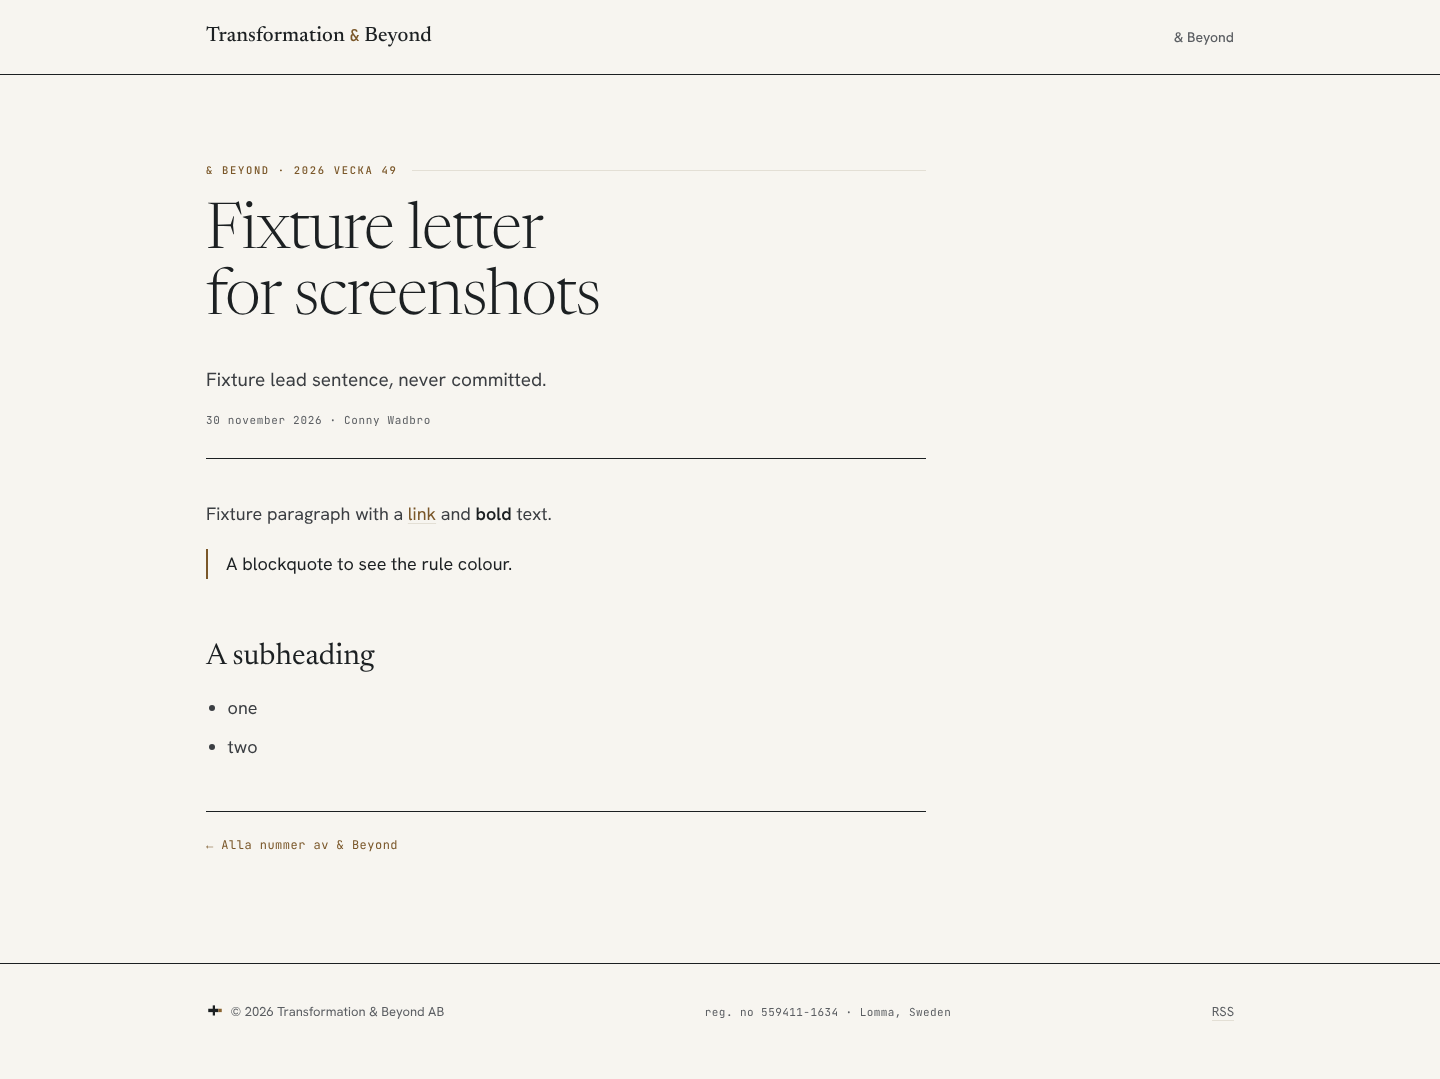 Transformation & Beyond
& Beyond
& BEYOND · 2026 VECKA 49
Fixture letter
for screenshots
Fixture lead sentence, never committed.
30 november 2026 · Conny Wadbro
Fixture paragraph with a link and bold text.
A blockquote to see the rule colour.
A subheading
• one
• two
← Alla nummer av & Beyond
© 2026 Transformation & Beyond AB
reg. no 559411-1634 · Lomma, Sweden
RSS